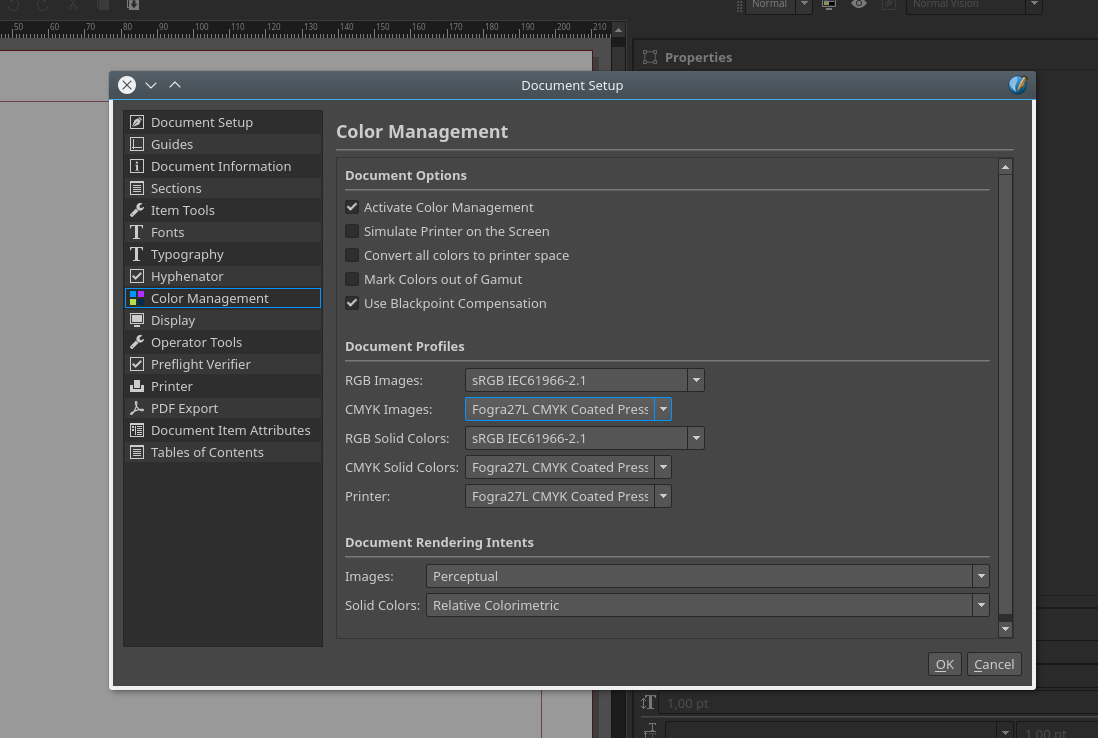 Normal
Normal Vision
50 60 70 80 90 100 110 120 130 140 150 160 170 180 190 200 210
Properties
Document Setup
Document Setup
Guides
Document Information
Sections
Item Tools
Fonts
Typography
Hyphenator
Color Management
Display
Operator Tools
Preflight Verifier
Printer
PDF Export
Document Item Attributes
Tables of Contents
Color Management
Document Options
Activate Color Management
Simulate Printer on the Screen
Convert all colors to printer space
Mark Colors out of Gamut
Use Blackpoint Compensation
Document Profiles
RGB Images: sRGB IEC61966-2.1
CMYK Images: Fogra27L CMYK Coated Press
RGB Solid Colors: sRGB IEC61966-2.1
CMYK Solid Colors: Fogra27L CMYK Coated Press
Printer: Fogra27L CMYK Coated Press
Document Rendering Intents
Images: Perceptual
Solid Colors: Relative Colorimetric
OK Cancel
1,00 pt
1,00 pt